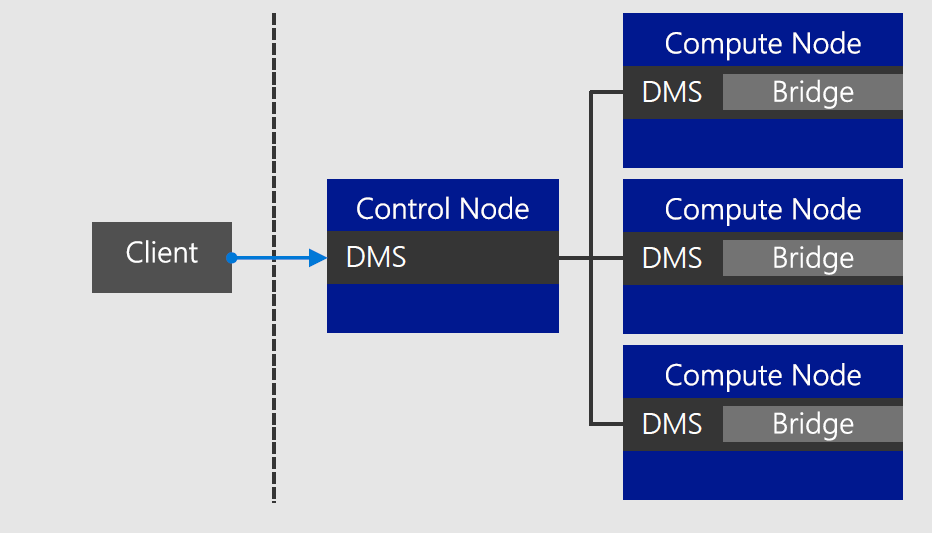 Client
Control Node
DMS
Compute Node
DMS Bridge
Compute Node
DMS Bridge
Compute Node
DMS Bridge